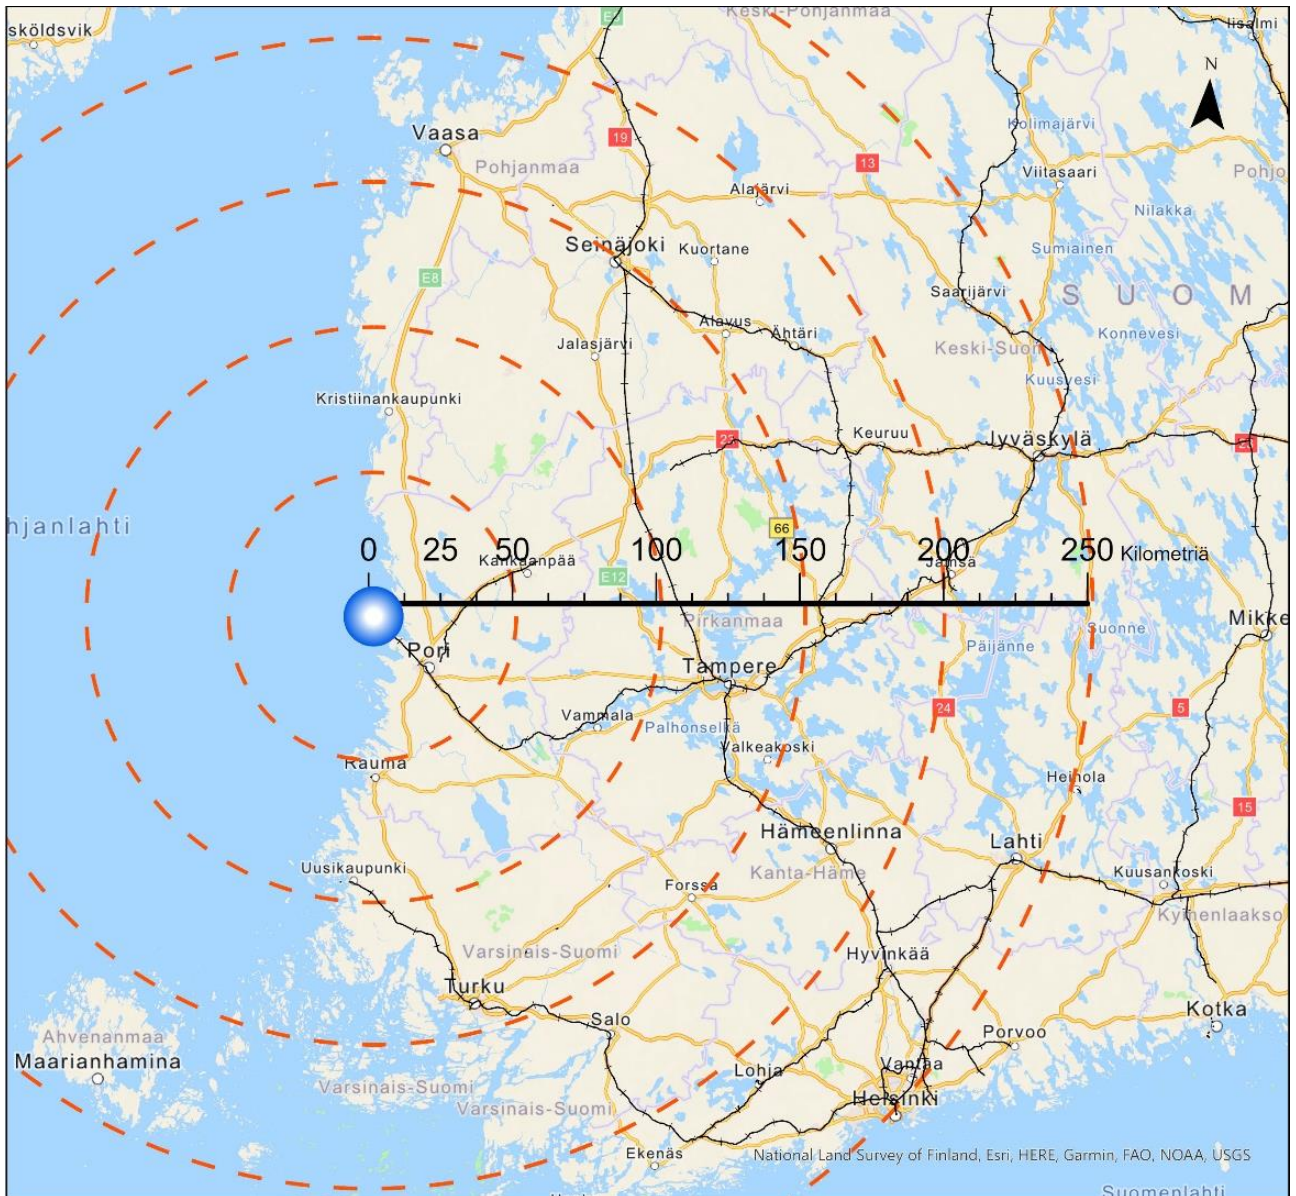 Keski-Pohjanmaa
sköldsvik
Iisalmi
N
Vaasa
19
Kolimajärvi
13
Pohjanmaa
Viitasaari
Pohjo
Alajärvi
Nilakka
Seinäjoki
Kuortane
Sumiainen
E8
Saarijärvi
S U O M
Alavus
Ähtäri
Konnevesi
Jalasjärvi
Keski-Suom
Kuusvesi
Kristiinankaupunki
Keuruu
Jyväskylä
23
hjanlahti
66
0 25 50 100 150 200 250 Kilometriä
Kankaanpää
Jämsä
E12
Pirkanmaa
Mikke
Suonne
Pori
Päijänne
Tampere
Vammala
24
5
Palhonselkä
Valkeakoski
Rauma
Heinola
15
Hämeenlinna
Lahti
Uusikaupunki
Kanta-Häme
Kuusankoski
Forssa
Kymenlaakso
Varsinais-Suomi
Hyvinkää
Turku
Salo
Kotka
Ahvenanmaa
Porvoo
Maarianhamina
Lohja
Vantaa
Varsinais-Suomi
Helsinki
Varsinais-Suomi
Ekenäs
National Land Survey of Finland, Esri, HERE, Garmin, FAO, NOAA, USGS
Suomenlahti